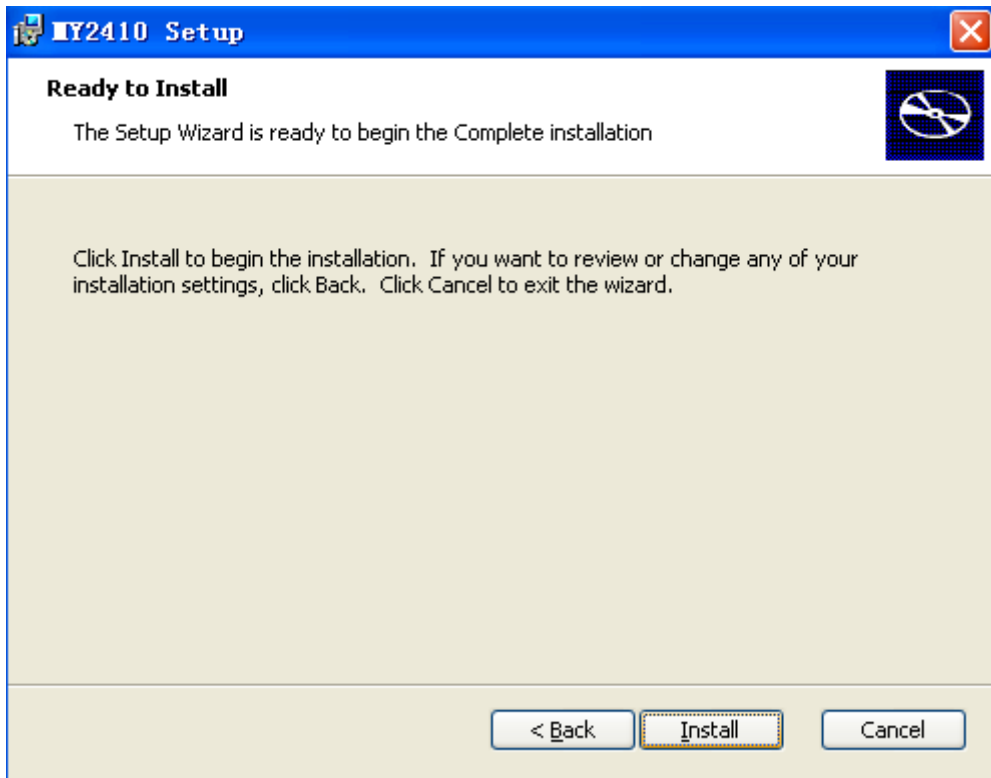 MY2410 Setup
Ready to Install
The Setup Wizard is ready to begin the Complete installation
Click Install to begin the installation.  If you want to review or change any of your
installation settings, click Back.  Click Cancel to exit the wizard.
< Back
Install
Cancel